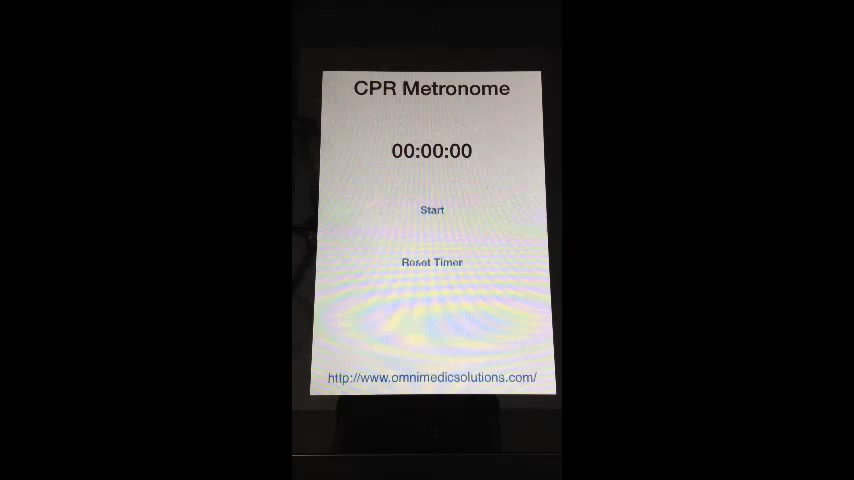 CPR Metronome
00:00:00
Start
Reset Timer
http://www.omnimedicsolutions.com/